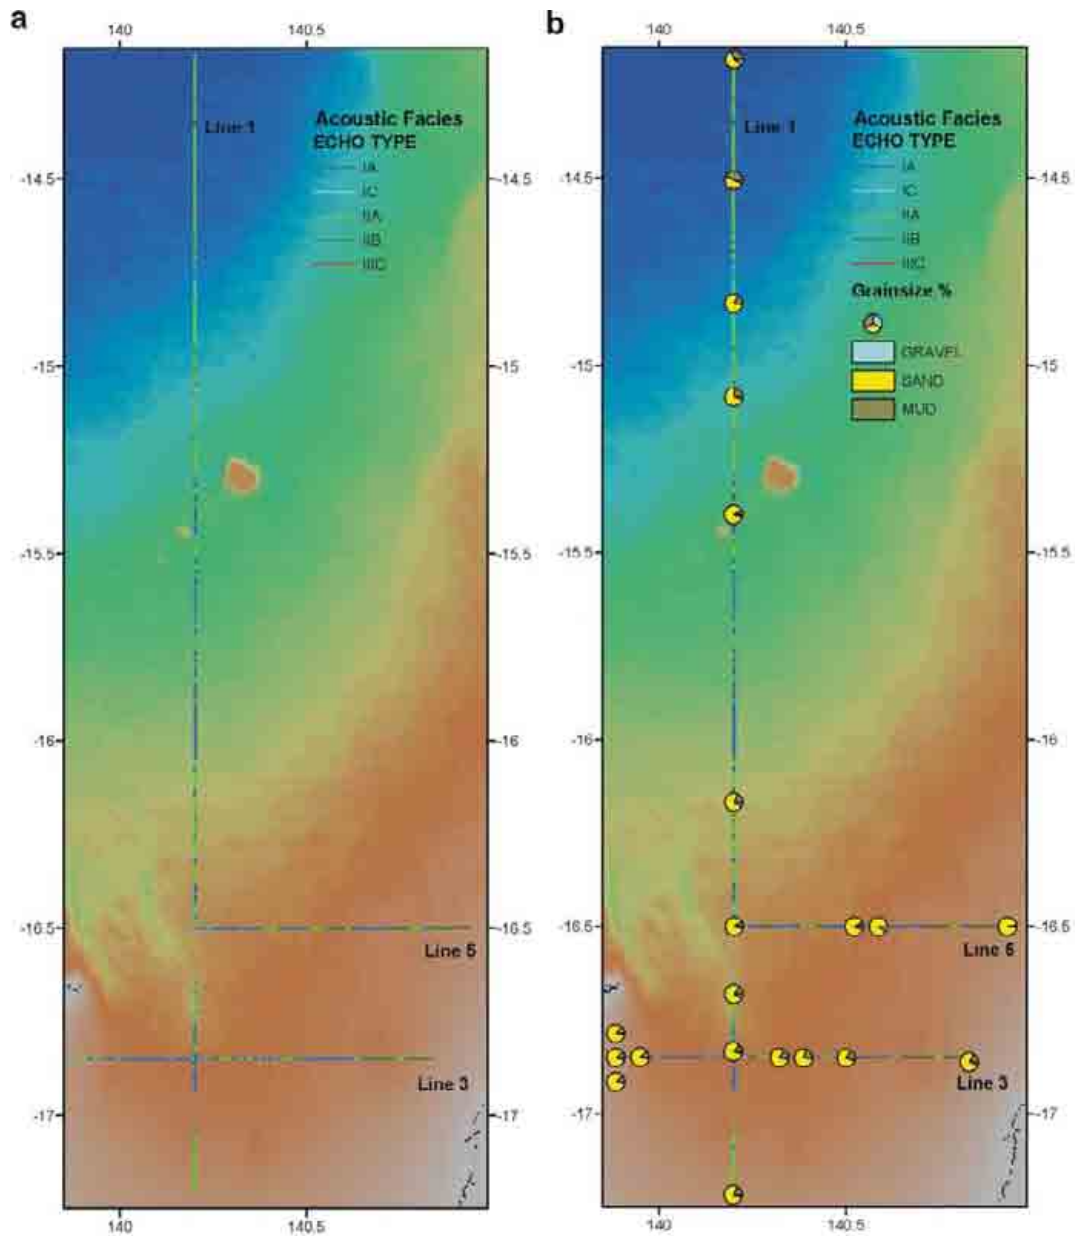 a
140 140.5
Line 1
Acoustic Facies
ECHO TYPE
IA
IC
IIA
IIB
IIIC
-14.5 -14.5
-15 -15
-15.5 -15.5
-16 -16
-16.5 -16.5
Line 5
Line 3
-17 -17
140 140.5
b
140 140.5
Line 1
Acoustic Facies
ECHO TYPE
IA
IC
IIA
IIB
IIIC
Grainsize %
GRAVEL
SAND
MUD
-14.5 -14.5
-15 -15
-15.5 -15.5
-16 -16
-16.5 -16.5
Line
Line 3
-17 -17
140 140.5